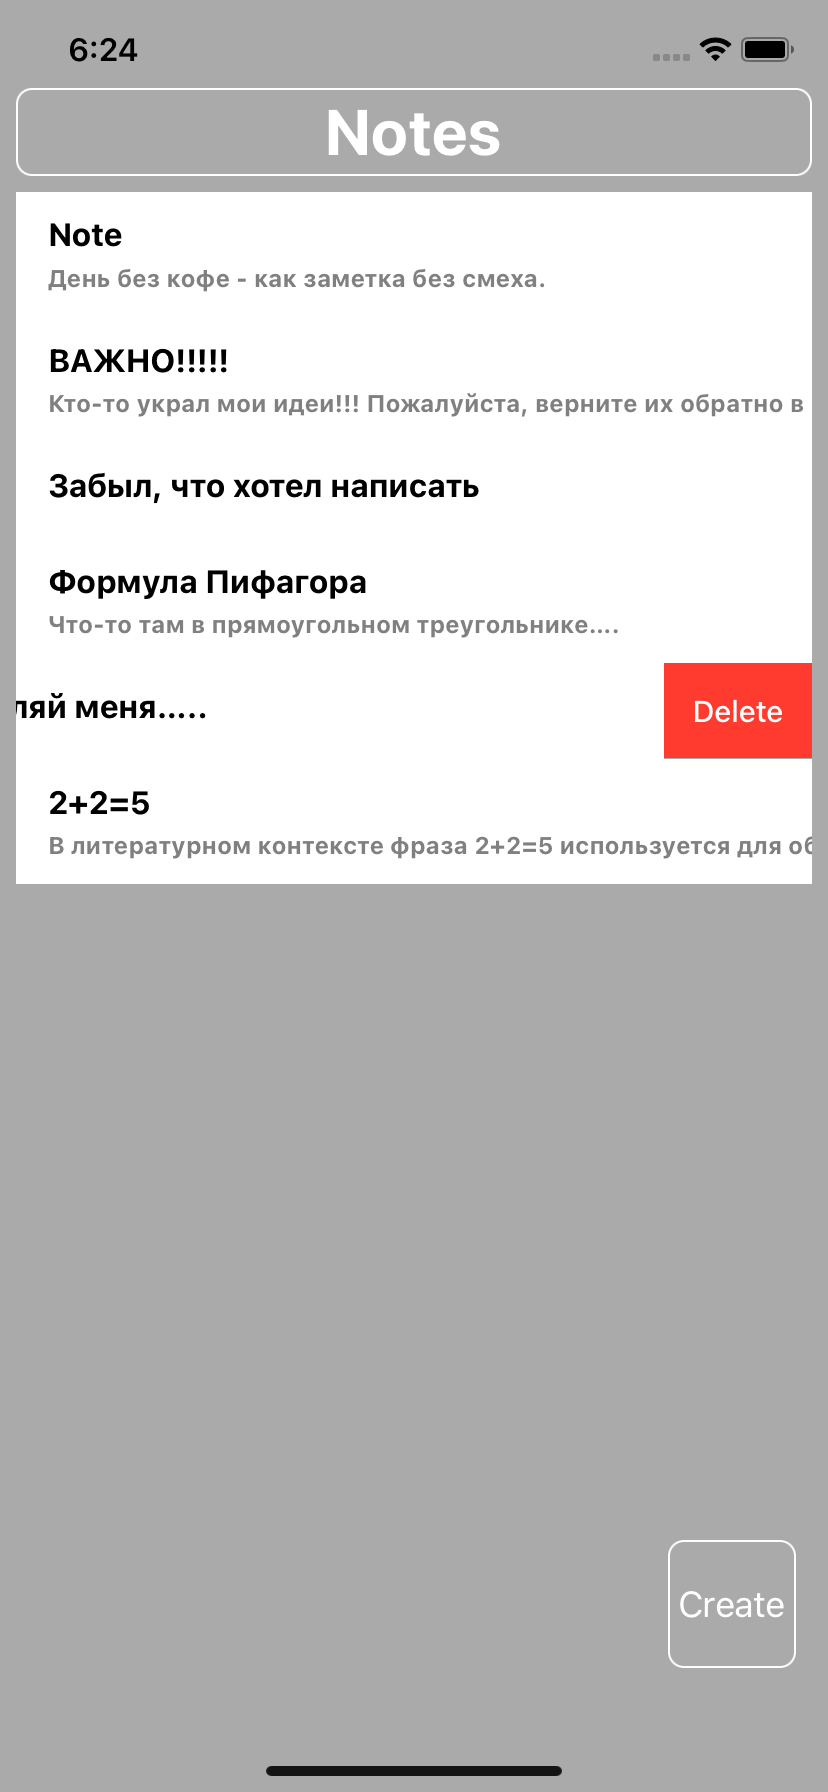 6:24
Notes
Note
День без кофе - как заметка без смеха.
ВАЖНО!!!!!
Кто-то украл мои идеи!!! Пожалуйста, верните их обратно в
Забыл, что хотел написать
Формула Пифагора
Что-то там в прямоугольном треугольнике....
ляй меня.....
Delete
2+2=5
В литературном контексте фраза 2+2=5 используется для об
Create